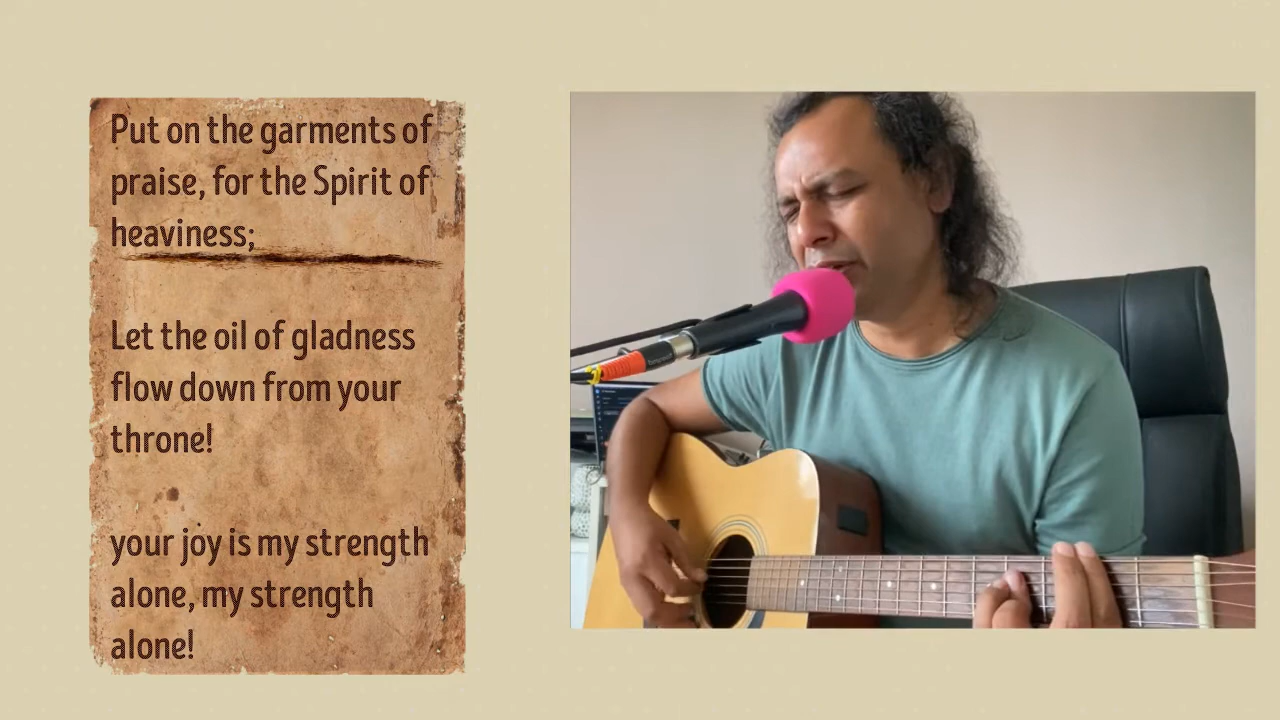 Put on the garments of
praise, for the Spirit of
heaviness;
Let the oil of gladness
flow down from your
throne!
your joy is my strength
alone, my strength
alone!